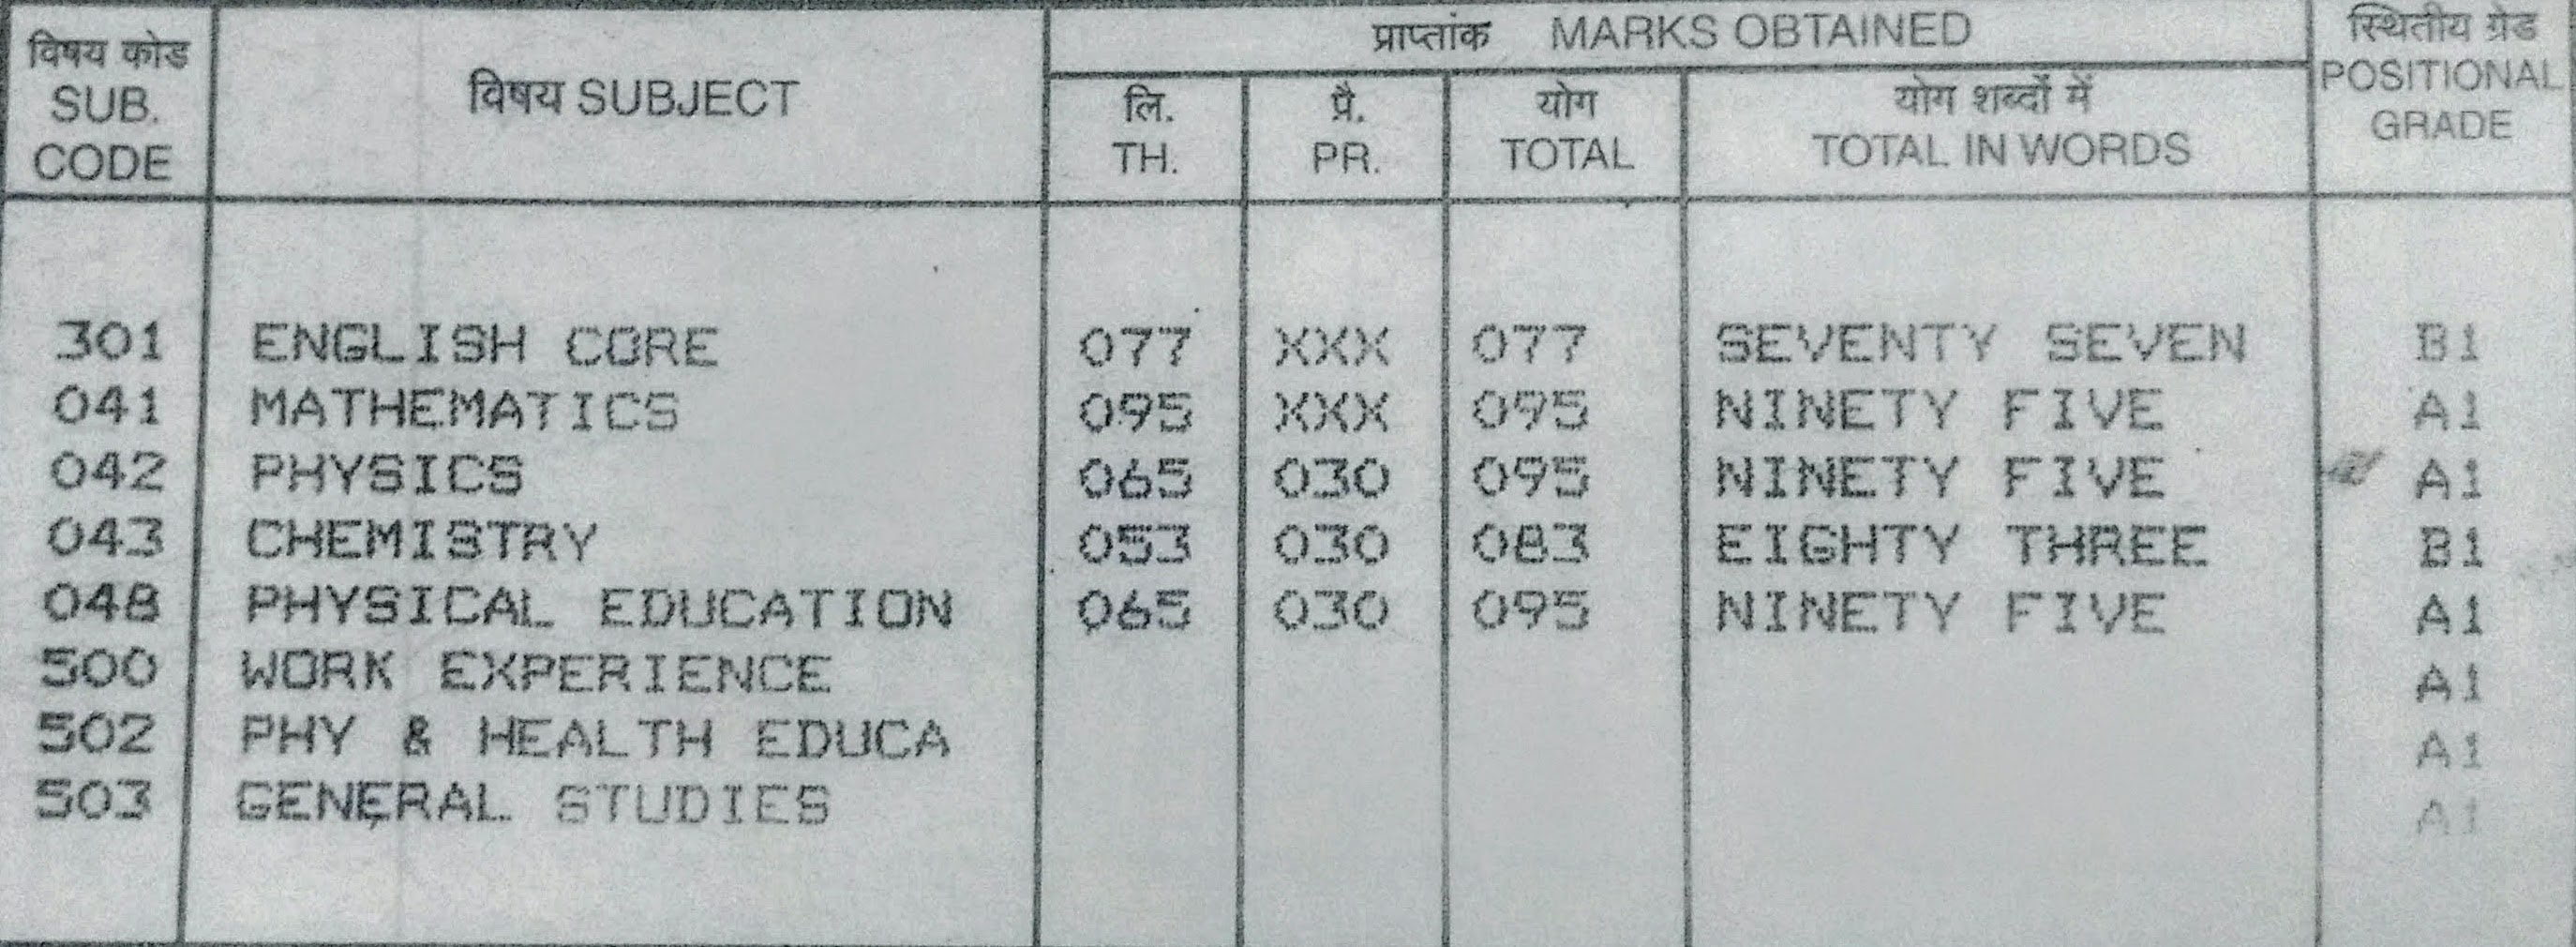 विषय कोड SUB. CODE विषय SUBJECT प्राप्तांक MARKS OBTAINED स्थितीय ग्रेड POSITIONAL GRADE
लि. TH. प्रै. PR. योग TOTAL योग शब्दों में TOTAL IN WORDS
301 ENGLISH CORE 077 XXX 077 SEVENTY SEVEN B1
041 MATHEMATICS 095 XXX 095 NINETY FIVE A1
042 PHYSICS 065 030 095 NINETY FIVE A1
043 CHEMISTRY 053 030 083 EIGHTY THREE B1
048 PHYSICAL EDUCATION 065 030 095 NINETY FIVE A1
500 WORK EXPERIENCE A1
502 PHY & HEALTH EDUCA A1
503 GENERAL STUDIES A1